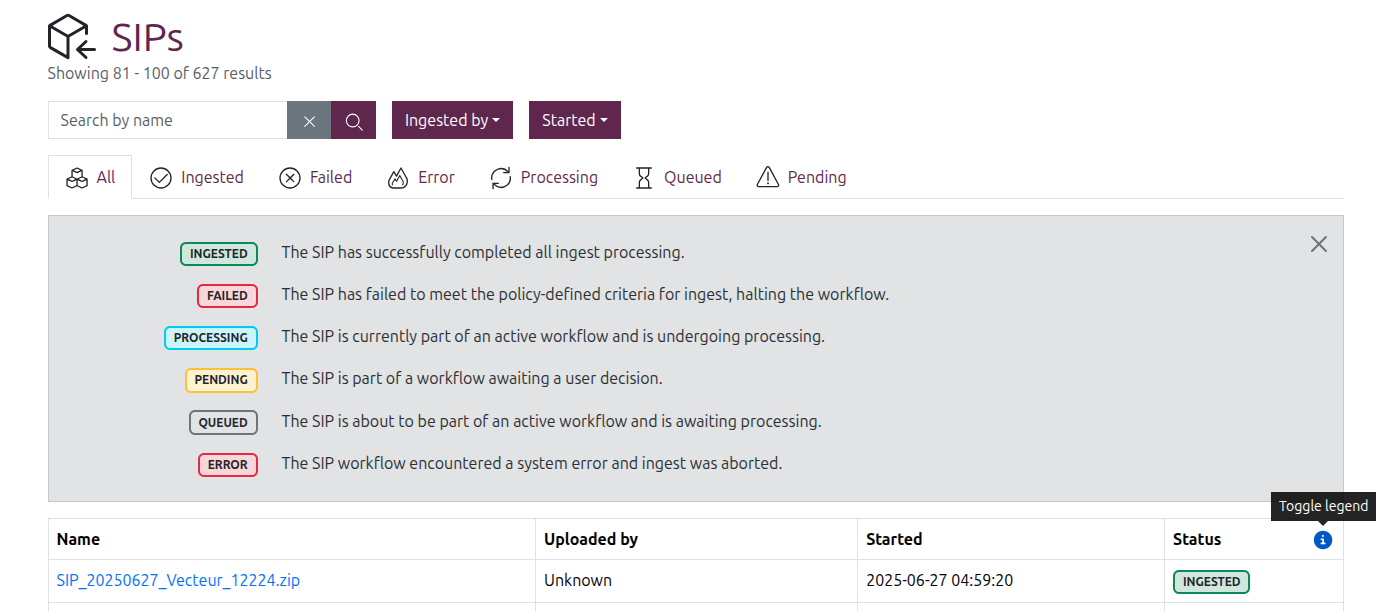 SIPs
Showing 81 - 100 of 627 results
Search by name
Ingested by
Started
All
Ingested
Failed
Error
Processing
Queued
Pending
INGESTED The SIP has successfully completed all ingest processing.
FAILED The SIP has failed to meet the policy-defined criteria for ingest, halting the workflow.
PROCESSING The SIP is currently part of an active workflow and is undergoing processing.
PENDING The SIP is part of a workflow awaiting a user decision.
QUEUED The SIP is about to be part of an active workflow and is awaiting processing.
ERROR The SIP workflow encountered a system error and ingest was aborted.
Toggle legend
Name Uploaded by Started Status
SIP_20250627_Vecteur_12224.zip Unknown 2025-06-27 04:59:20 INGESTED